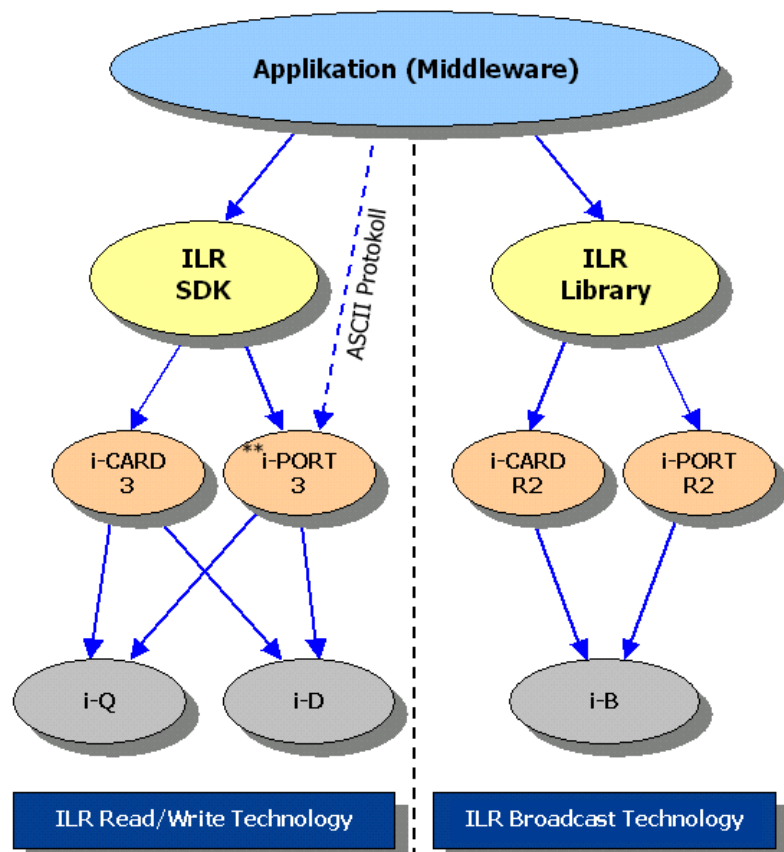 Applikation (Middleware)
ILR
SDK
ASCII Protokoll
ILR
Library
i-CARD
3
**i-PORT
3
i-CARD
R2
i-PORT
R2
i-Q
i-D
i-B
ILR Read/Write Technology
ILR Broadcast Technology